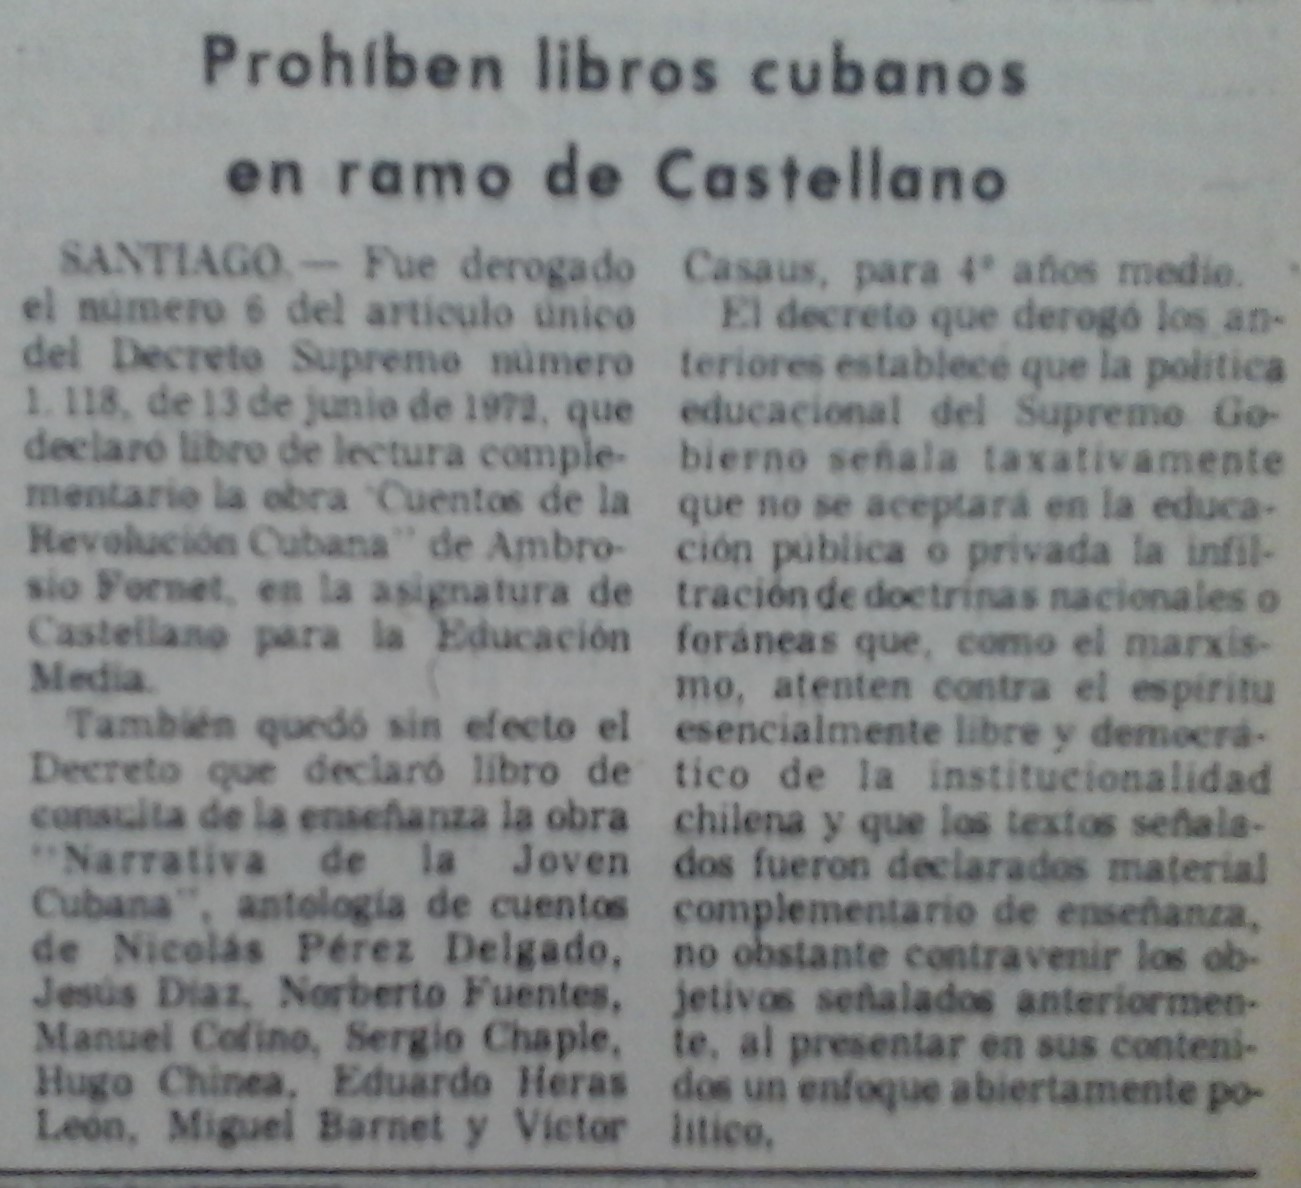 Prohíben libros cubanos
en ramo de Castellano
SANTIAGO.— Fue derogado
el número 6 del artículo único
del Decreto Supremo número
1.118, de 13 de junio de 1972, que
declaró libro de lectura comple-
mentario la obra "Cuentos de la
Revolución Cubana" de Ambro-
sio Fornet, en la asignatura de
Castellano para la Educación
Media.
También quedó sin efecto el
Decreto que declaró libro de
consulta de la enseñanza la obra
"Narrativa de la Joven
Cubana", antología de cuentos
de Nicolás Pérez Delgado,
Jesús Díaz, Norberto Fuentes,
Manuel Cofino, Sergio Chaple,
Hugo Chinea, Eduardo Heras
León, Miguel Barnet y Víctor
Casaus, para 4º años medio.
El decreto que derogó los an-
teriores establece que la política
educacional del Supremo Go-
bierno señala taxativamente
que no se aceptará en la educa-
ción pública o privada la infil-
tración de doctrinas nacionales o
foráneas que, como el marxis-
mo, atenten contra el espíritu
esencialmente libre y democrá-
tico de la institucionalidad
chilena y que los textos señala-
dos fueron declarados material
complementario de enseñanza,
no obstante contravenir los ob-
jetivos señalados anteriormen-
te, al presentar en sus conteni-
dos un enfoque abiertamente po-
lítico.